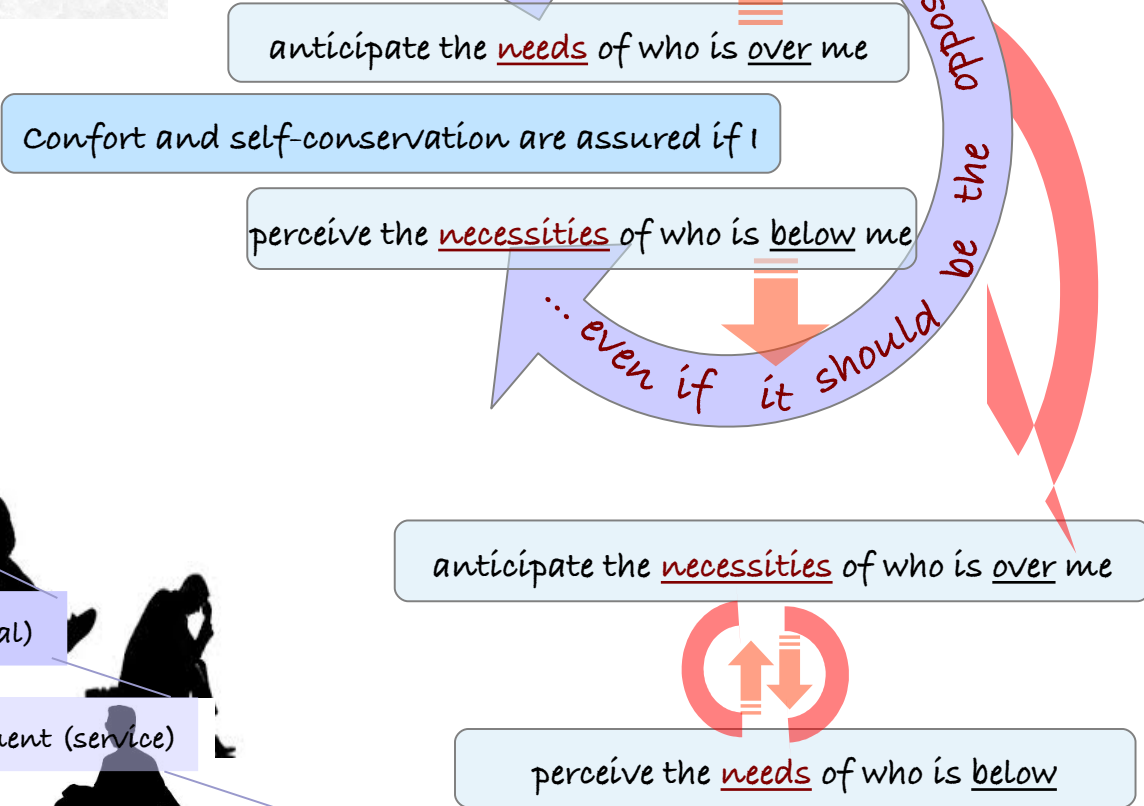 anticipate the needs of who is over me
Confort and self-conservation are assured if I
perceive the necessities of who is below me
... even if it should be the oppos
anticipate the necessities of who is over me
al)
ent (service)
perceive the needs of who is below